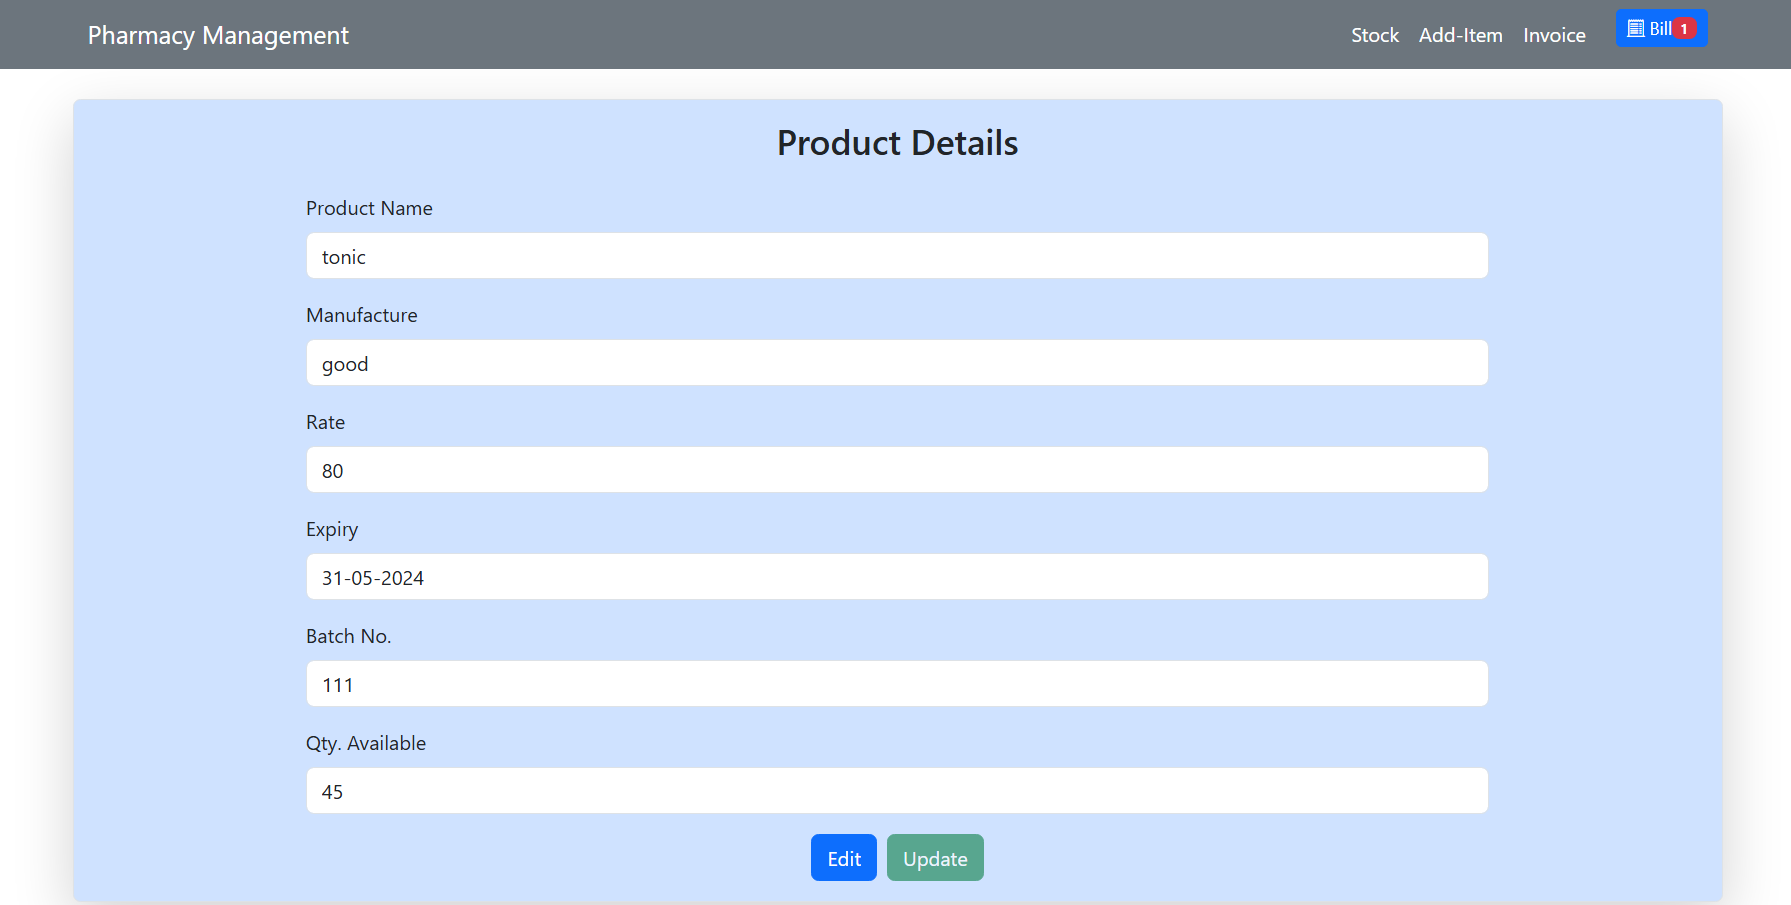 Pharmacy Management
Stock Add-Item Invoice Bill 1
Product Details
Product Name
tonic
Manufacture
good
Rate
80
Expiry
31-05-2024
Batch No.
111
Qty. Available
45
Edit Update